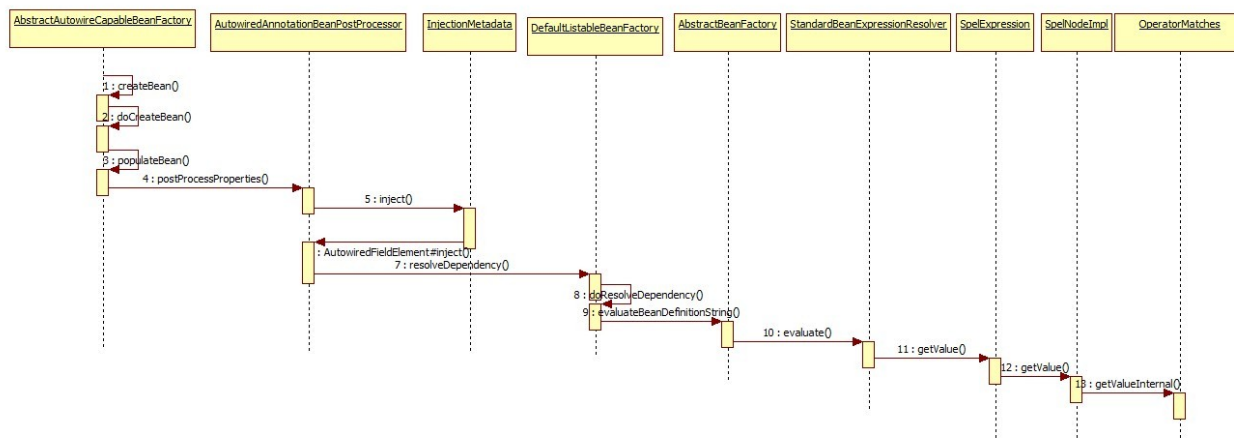 AbstractAutowireCapableBeanFactory
AutowiredAnnotationBeanPostProcessor
InjectionMetadata
DefaultListableBeanFactory
AbstractBeanFactory
StandardBeanExpressionResolver
SpelExpression
SpelNodeImpl
OperatorMatches
1 : createBean()
2 : doCreateBean()
3 : populateBean()
4 : postProcessProperties()
5 : inject()
: AutowiredFieldElement#inject()
7 : resolveDependency()
8 : doResolveDependency()
9 : evaluateBeanDefinitionString()
10 : evaluate()
11 : getValue()
12 : getValue()
13 : getValueInternal()